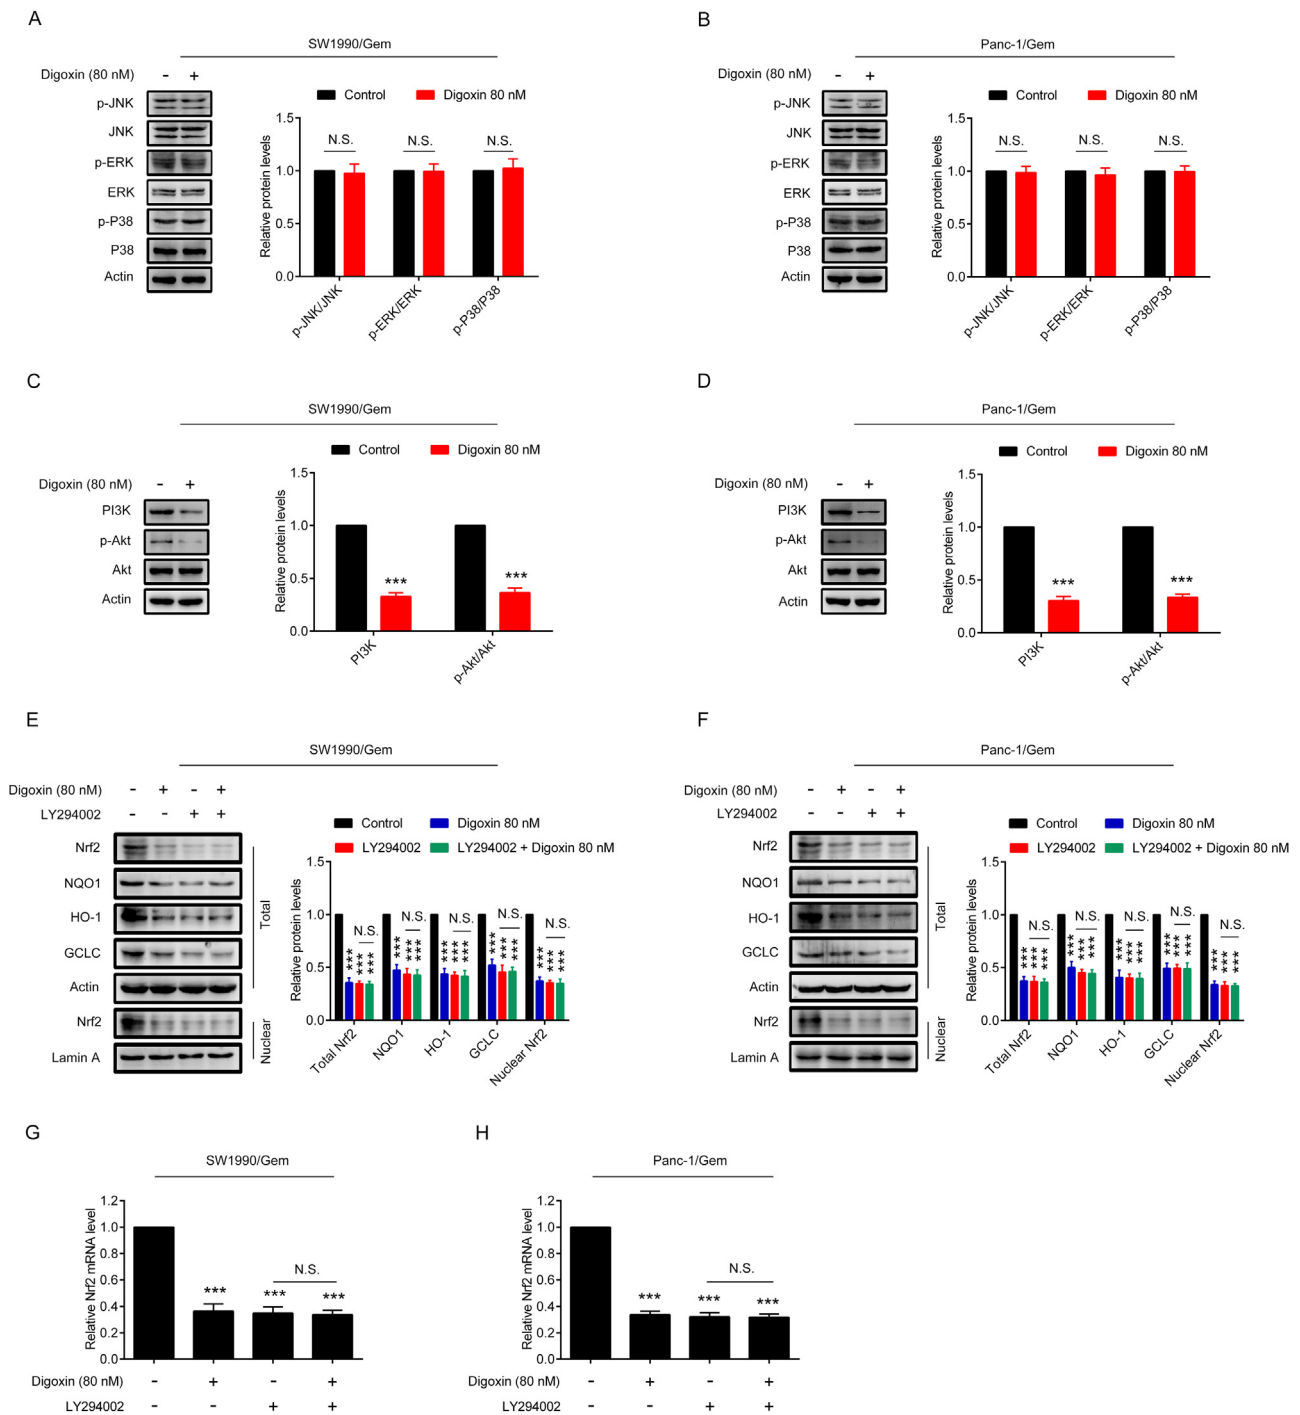 A
SW1990/Gem
Digoxin (80 nM) - +
p-JNK
JNK
p-ERK
ERK
p-P38
P38
Actin
Control Digoxin 80 nM
Relative protein levels
1.5
1.0
0.5
0.0
N.S. N.S. N.S.
p-JNK/JNK
p-ERK/ERK
p-P38/P38
B
Panc-1/Gem
Digoxin (80 nM) - +
p-JNK
JNK
p-ERK
ERK
p-P38
P38
Actin
Control Digoxin 80 nM
Relative protein levels
1.5
1.0
0.5
0.0
N.S. N.S. N.S.
p-JNK/JNK
p-ERK/ERK
p-P38/P38
C
SW1990/Gem
Digoxin (80 nM) - +
PI3K
p-Akt
Akt
Actin
Control Digoxin 80 nM
Relative protein levels
1.5
1.0
0.5
0.0
*** ***
PI3K
p-Akt/Akt
D
Panc-1/Gem
Digoxin (80 nM) - +
PI3K
p-Akt
Akt
Actin
Control Digoxin 80 nM
Relative protein levels
1.5
1.0
0.5
0.0
*** ***
PI3K
p-Akt/Akt
E
SW1990/Gem
Digoxin (80 nM) - + - +
LY294002 - - + +
Nrf2
NQO1
HO-1
GCLC
Actin
Total
Nrf2
Lamin A
Nuclear
Control Digoxin 80 nM
LY294002 LY294002 + Digoxin 80 nM
Relative protein levels
1.5
1.0
0.5
0.0
N.S. N.S. N.S. N.S. N.S.
*** *** *** *** *** *** *** *** *** *** *** *** *** *** ***
Total Nrf2
NQO1
HO-1
GCLC
Nuclear Nrf2
F
Panc-1/Gem
Digoxin (80 nM) - + - +
LY294002 - - + +
Nrf2
NQO1
HO-1
GCLC
Actin
Total
Nrf2
Lamin A
Nuclear
Control Digoxin 80 nM
LY294002 LY294002 + Digoxin 80 nM
Relative protein levels
1.5
1.0
0.5
0.0
N.S. N.S. N.S. N.S. N.S.
*** *** *** *** *** *** *** *** *** *** *** *** *** *** ***
Total Nrf2
NQO1
HO-1
GCLC
Nuclear Nrf2
G
SW1990/Gem
Relative Nrf2 mRNA level
1.2
1.0
0.8
0.6
0.4
0.2
0.0
N.S.
*** *** ***
Digoxin (80 nM) - + - +
LY294002 - - + +
H
Panc-1/Gem
Relative Nrf2 mRNA level
1.2
1.0
0.8
0.6
0.4
0.2
0.0
N.S.
*** *** ***
Digoxin (80 nM) - + - +
LY294002 - - + +